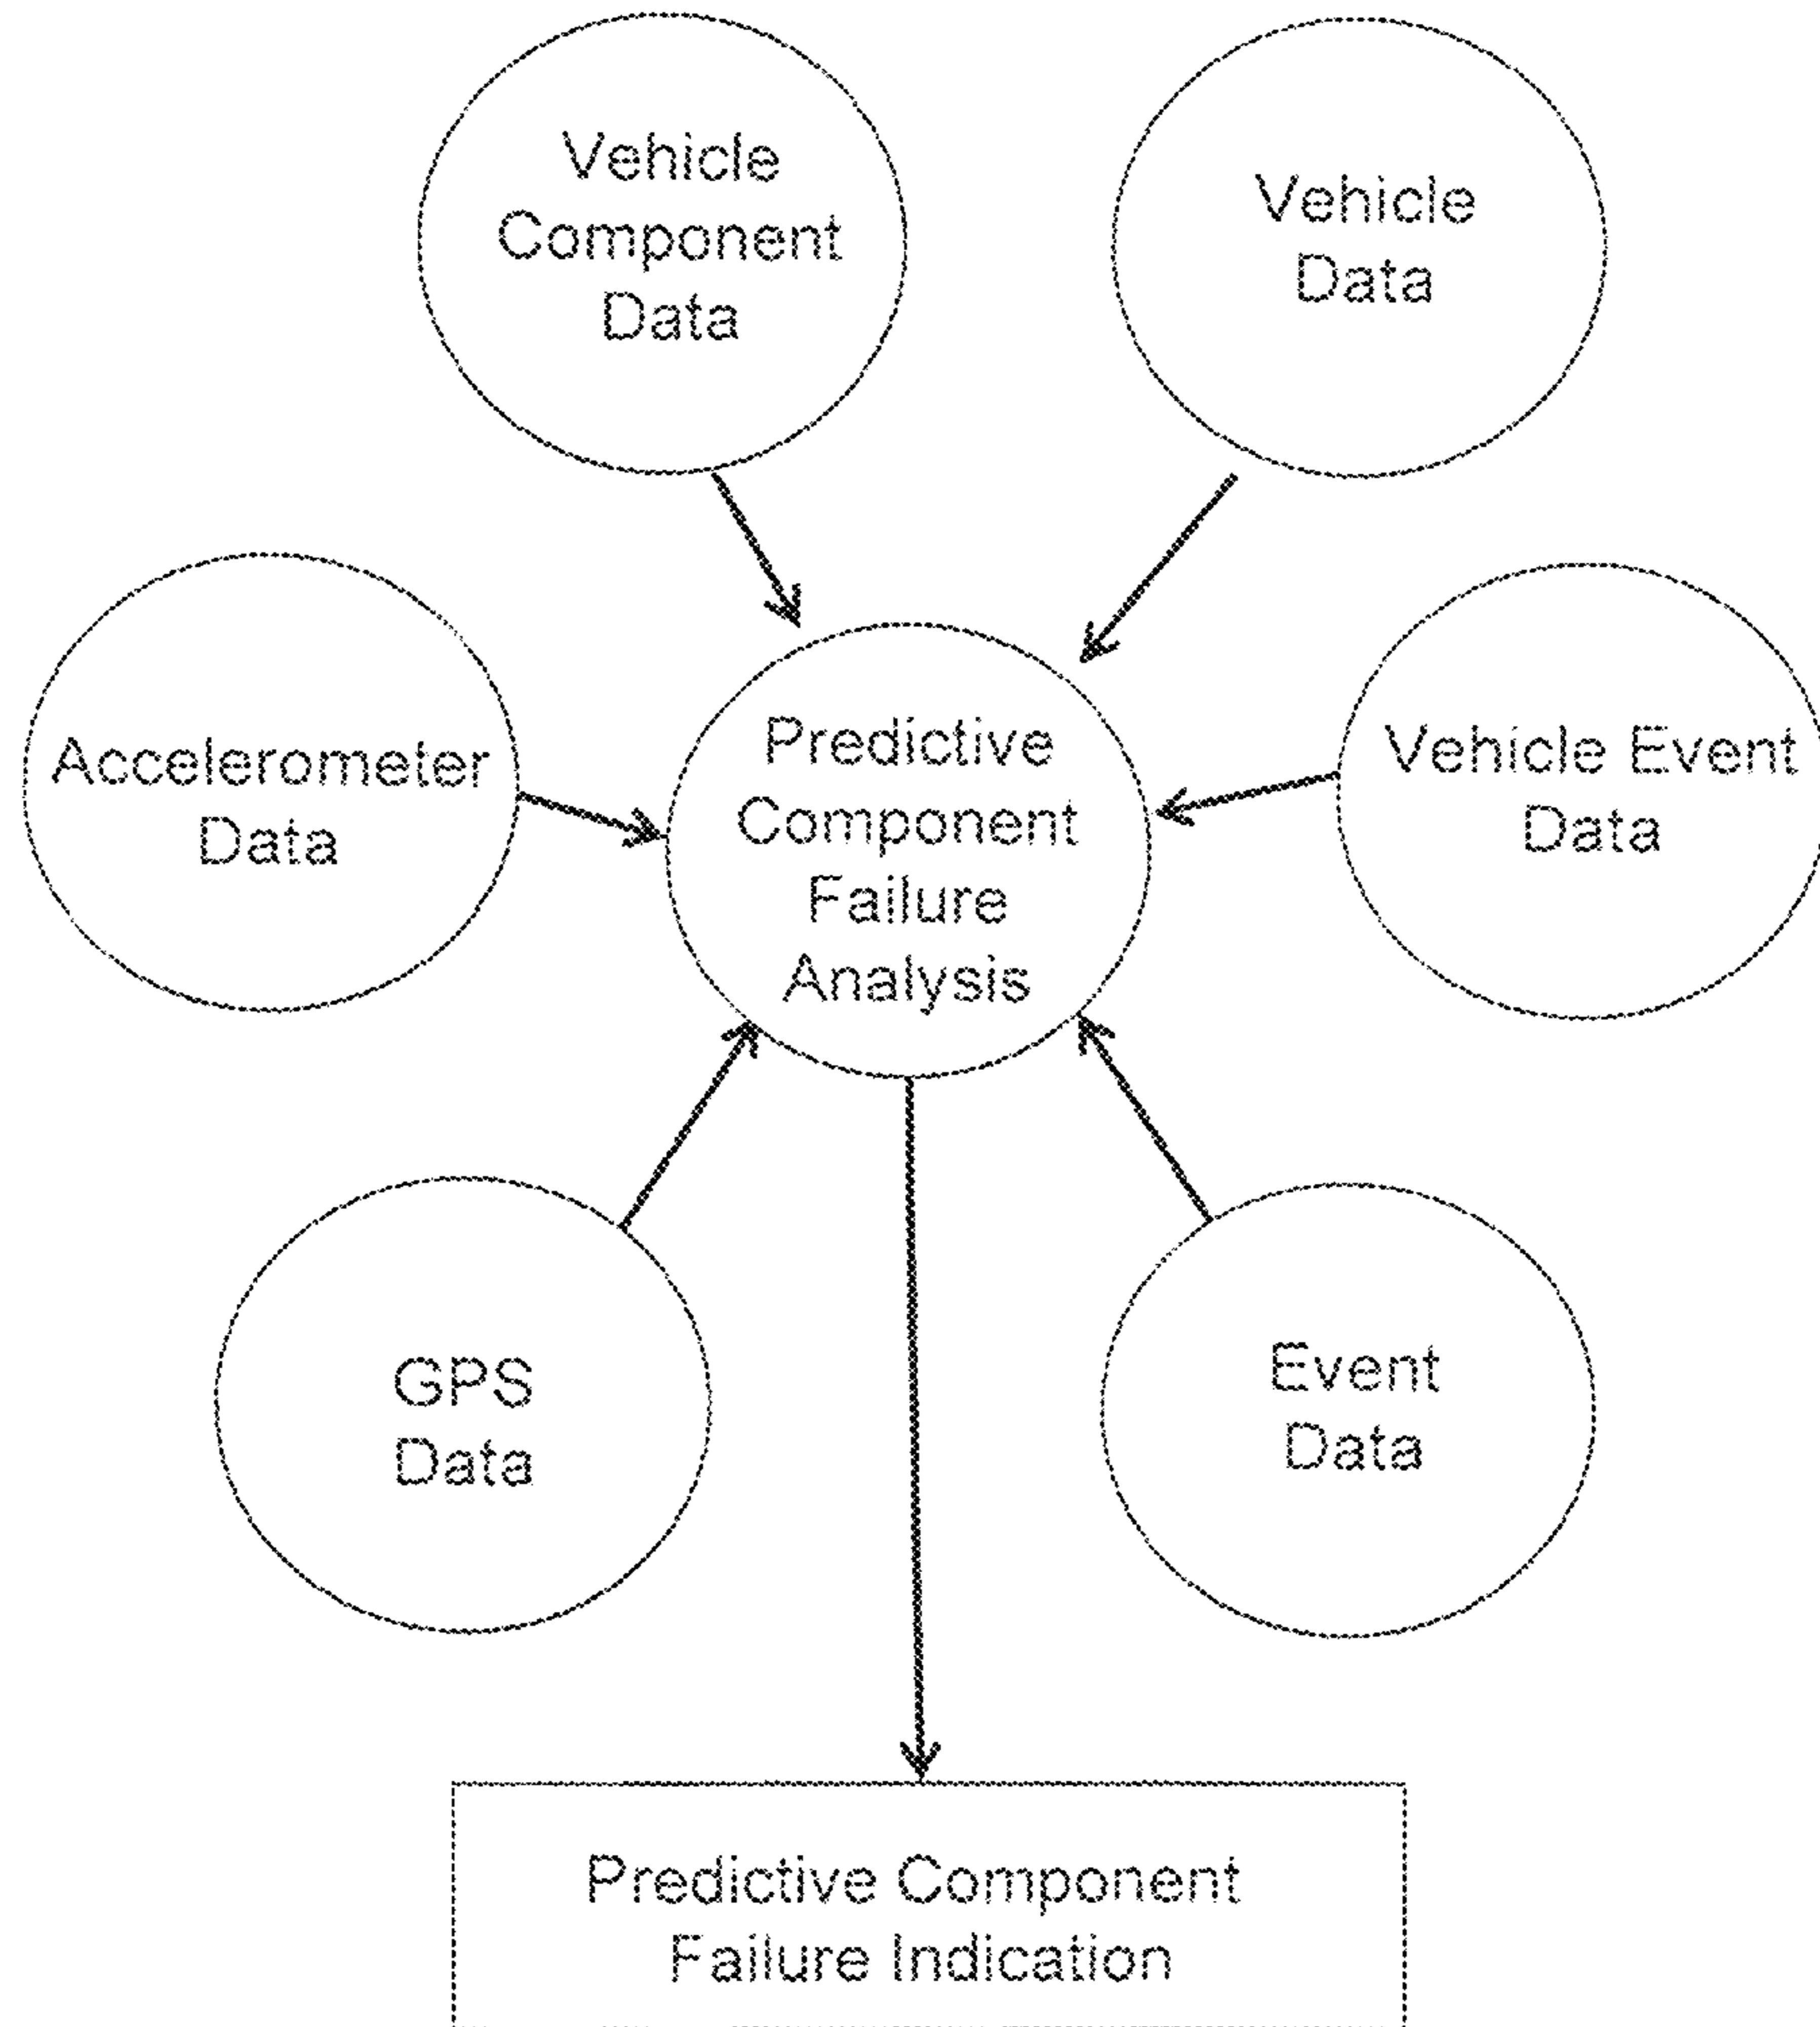 Vehicle
Component
Data
Vehicle
Data
Accelerometer
Data
Predictive
Component
Failure
Analysis
Vehicle Event
Data
GPS
Data
Event
Data
Predictive Component
Failure Indication